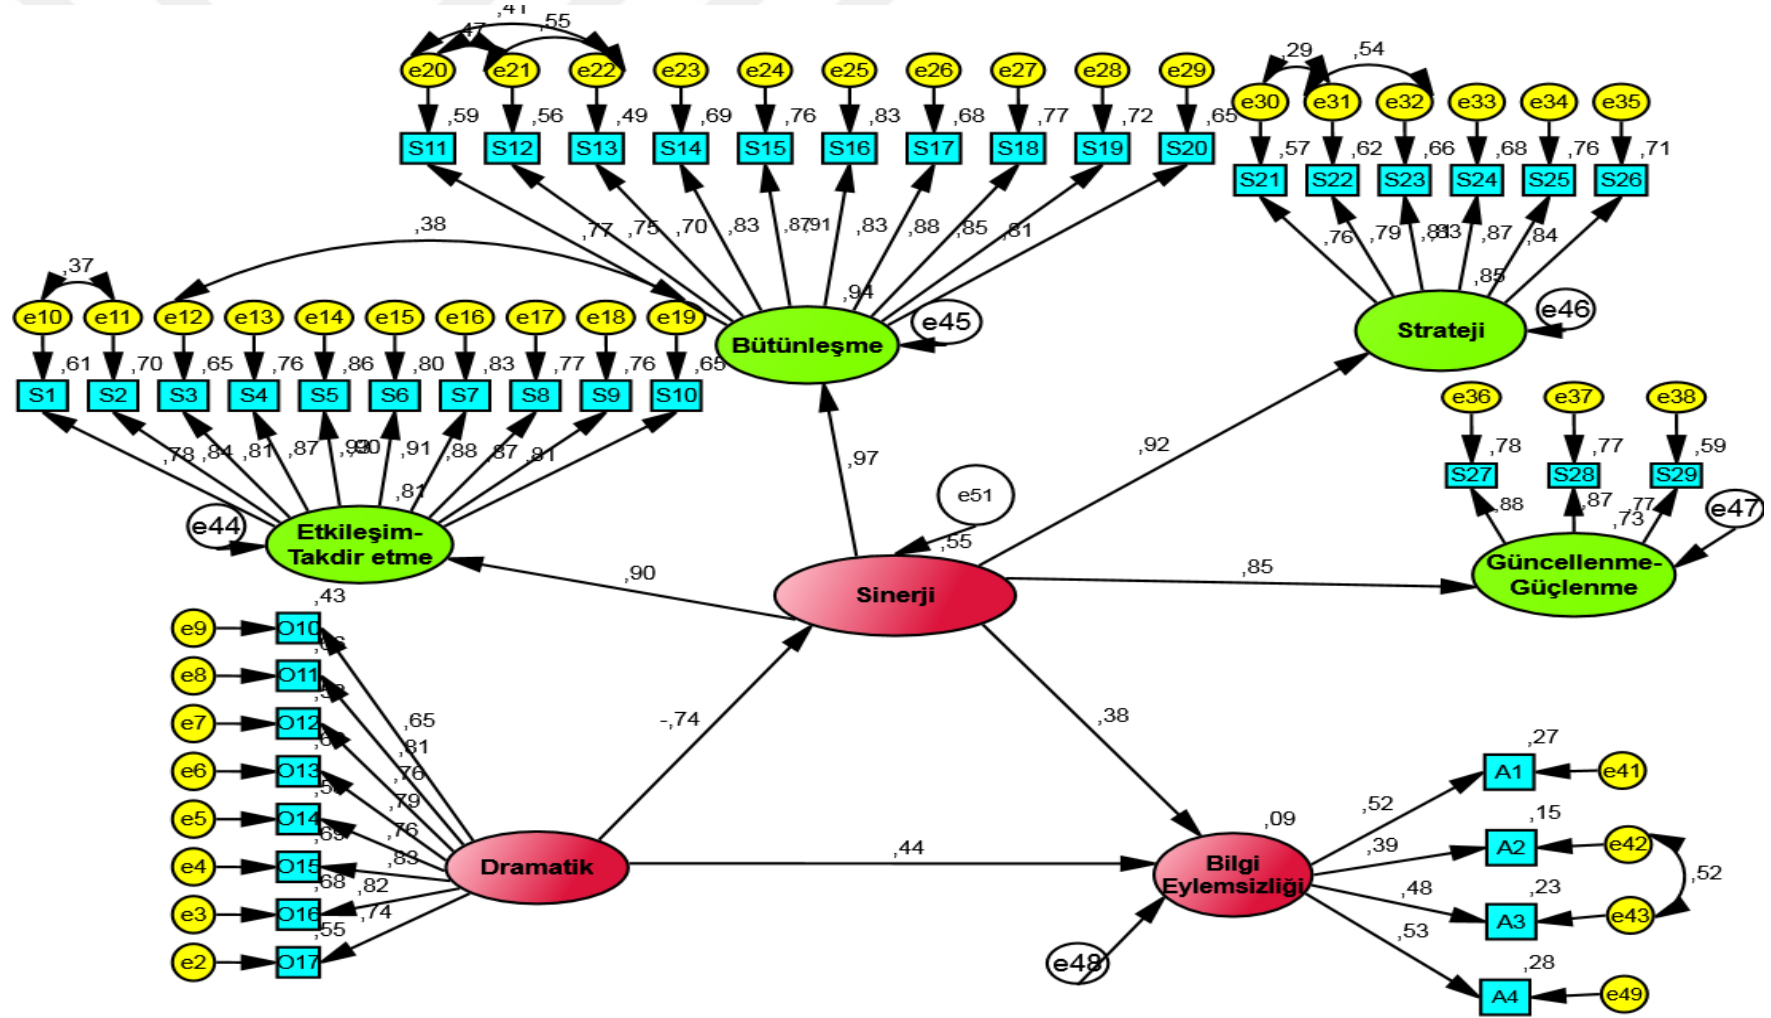 ,41
,47 ,55
e20 e21 e22 e23 e24 e25 e26 e27 e28 e29
,29 ,54
e30 e31 e32 e33 e34 e35
,59 ,56 ,49 ,69 ,76 ,83 ,68 ,77 ,72 ,65
S11 S12 S13 S14 S15 S16 S17 S18 S19 S20
,57 ,62 ,66 ,68 ,76 ,71
S21 S22 S23 S24 S25 S26
,38
,77 ,75 ,70 ,83 ,87 ,91 ,83 ,88 ,85 ,81
,76 ,79 ,81 ,83 ,87 ,84
,37
,94
,85
e10 e11 e12 e13 e14 e15 e16 e17 e18 e19
e45
e46
Bütünleşme
Strateji
,61 ,70 ,65 ,76 ,86 ,80 ,83 ,77 ,76 ,65
S1 S2 S3 S4 S5 S6 S7 S8 S9 S10
e36 e37 e38
,78 ,77 ,59
S27 S28 S29
,78 ,84 ,81 ,87 ,93 ,90 ,91 ,88 ,87 ,81
,97
,92
,88 ,87 ,77
,81
,73
e51
e47
e44
Etkileşim-
Takdir etme
,55
Güncellenme-
Güçlenme
,90
,85
Sinerji
,43
e9 O10
,66
e8 O11
,58
e7 O12
e6 O13
e5 O14
,69
e4 O15
,68
e3 O16
,55
e2 O17
,65
,81
,76
,79
,76
,83
,82
,74
-,74
,38
Dramatik
,44
,09
Bilgi
Eylemsizliği
e48
,27
A1 e41
,52
,15
A2 e42
,39
,52
,23
A3 e43
,48
,53
,28
A4 e49